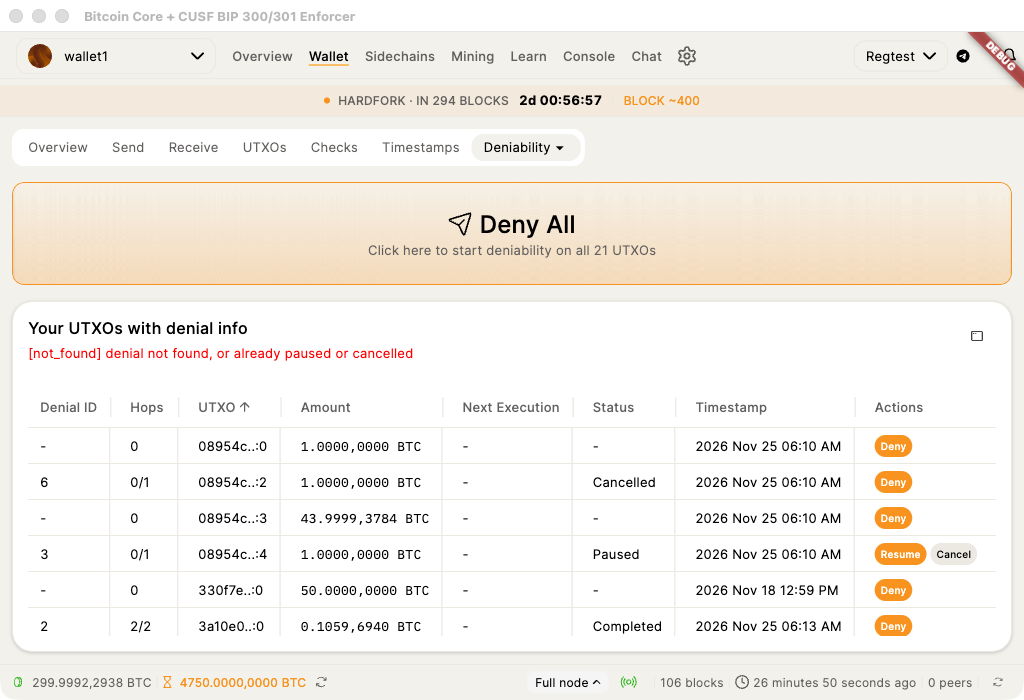 Bitcoin Core + CUSF BIP 300/301 Enforcer
wallet1 Overview Wallet Sidechains Mining Learn Console Chat Regtest DEBUG
HARDFORK · IN 294 BLOCKS 2d 00:56:57 BLOCK ~400
Overview Send Receive UTXOs Checks Timestamps Deniability
Deny All
Click here to start deniability on all 21 UTXOs
Your UTXOs with denial info
[not_found] denial not found, or already paused or cancelled
Denial ID Hops UTXO ↑ Amount Next Execution Status Timestamp Actions
- 0 08954c..:0 1.0000,0000 BTC - - 2026 Nov 25 06:10 AM Deny
6 0/1 08954c..:2 1.0000,0000 BTC - Cancelled 2026 Nov 25 06:10 AM Deny
- 0 08954c..:3 43.9999,3784 BTC - - 2026 Nov 25 06:10 AM Deny
3 0/1 08954c..:4 1.0000,0000 BTC - Paused 2026 Nov 25 06:10 AM Resume Cancel
- 0 330f7e..:0 50.0000,0000 BTC - - 2026 Nov 18 12:59 PM Deny
2 2/2 3a10e0..:0 0.1059,6940 BTC - Completed 2026 Nov 25 06:13 AM Deny
299.9992,2938 BTC 4750.0000,0000 BTC Full node 106 blocks 26 minutes 50 seconds ago 0 peers